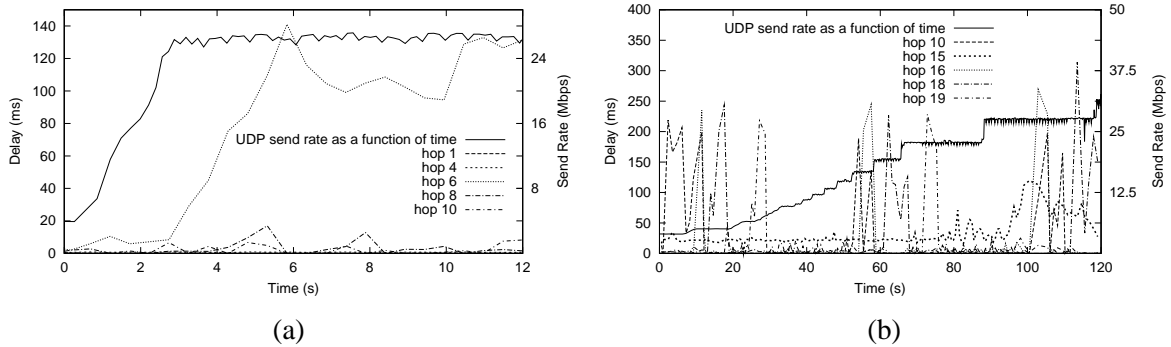 140
120
100
80
60
40
20
0
Delay (ms)
26
24
16
8
Send Rate (Mbps)
UDP send rate as a function of time
hop 1
hop 4
hop 6
hop 8
hop 10
0 2 4 6 8 10 12
Time (s)
(a)
400
350
300
250
200
150
100
50
0
Delay (ms)
50
37.5
25
12.5
Send Rate (Mbps)
UDP send rate as a function of time
hop 10
hop 15
hop 16
hop 18
hop 19
0 20 40 60 80 100 120
Time (s)
(b)